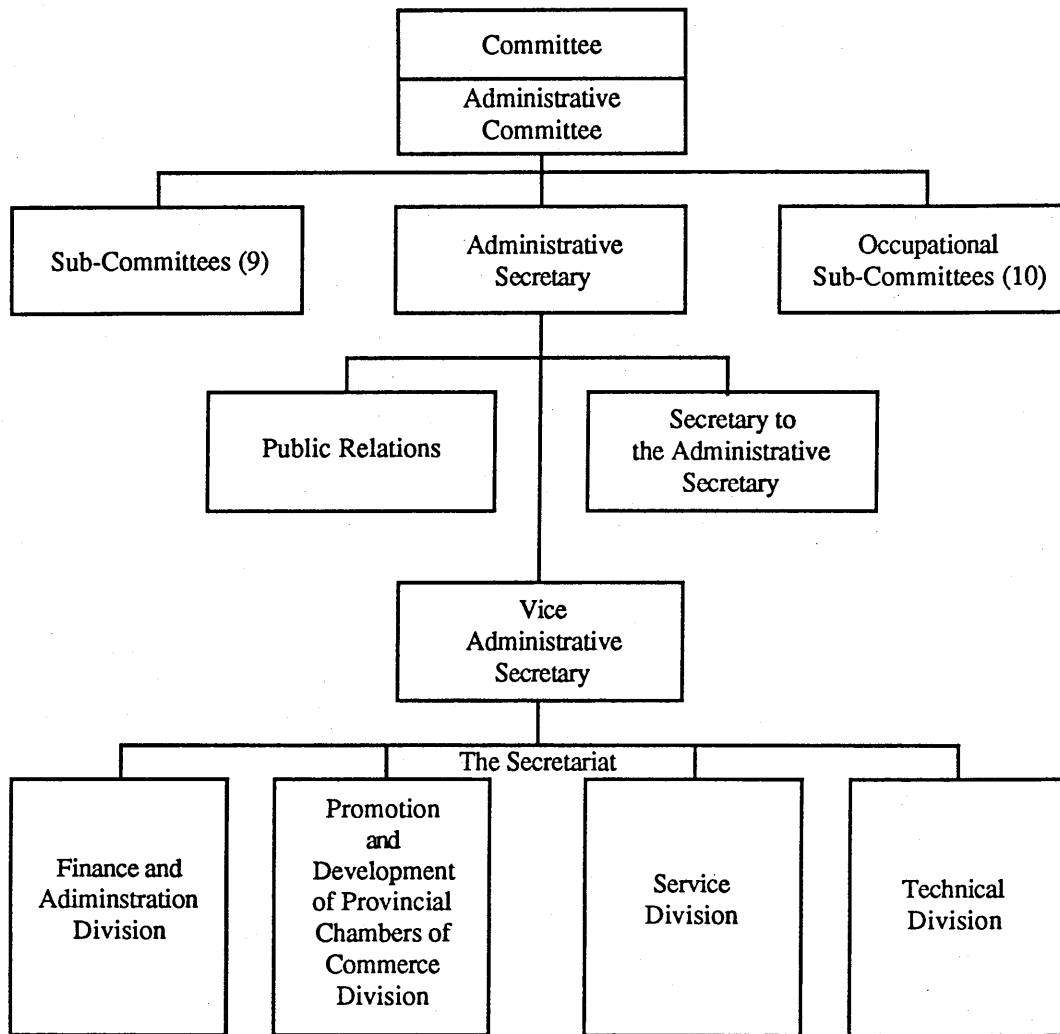 Committee
Administrative
Committee
Sub-Committees (9)
Administrative
Secretary
Occupational
Sub-Committees (10)
Public Relations
Secretary to
the Administrative
Secretary
Vice
Administrative
Secretary
The Secretariat
Finance and
Adiminstration
Division
Promotion
and
Development
of Provincial
Chambers of
Commerce
Division
Service
Division
Technical
Division